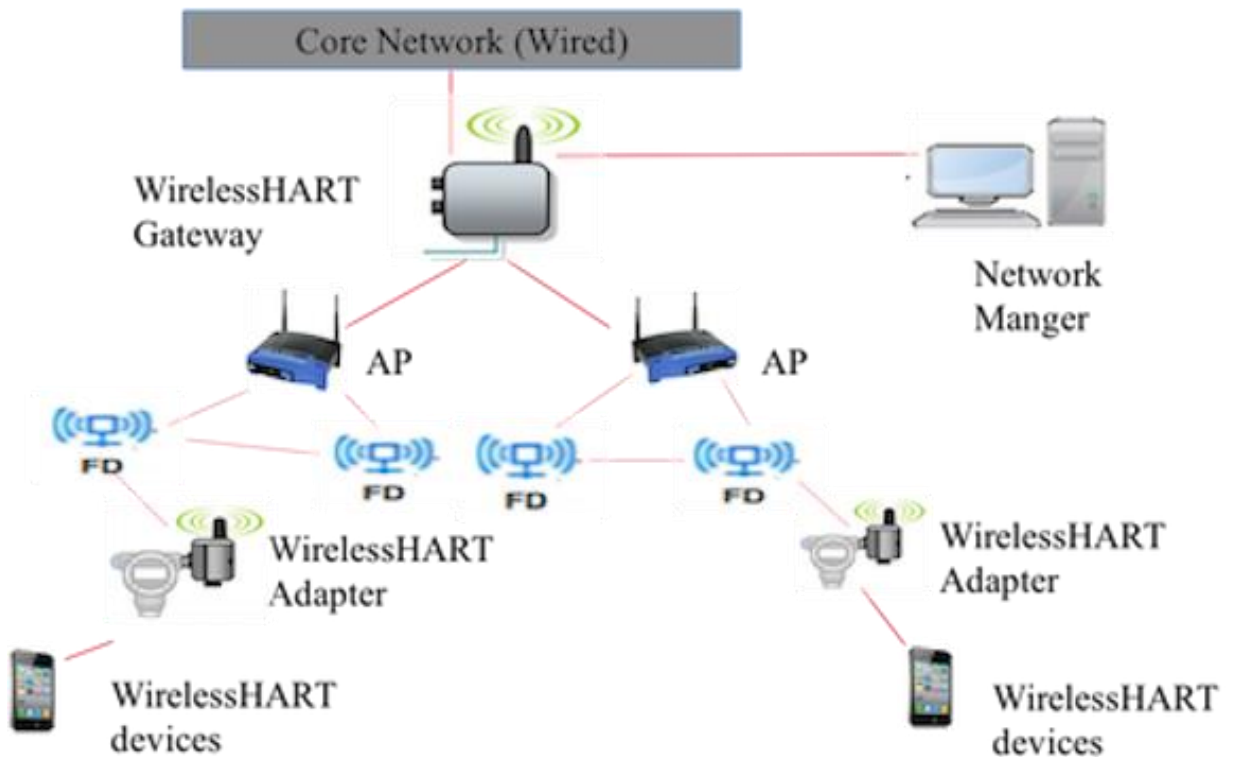 Core Network (Wired)
WirelessHART
Gateway
Network
Manger
AP
AP
FD
FD
FD
FD
WirelessHART
Adapter
WirelessHART
Adapter
WirelessHART
devices
WirelessHART
devices